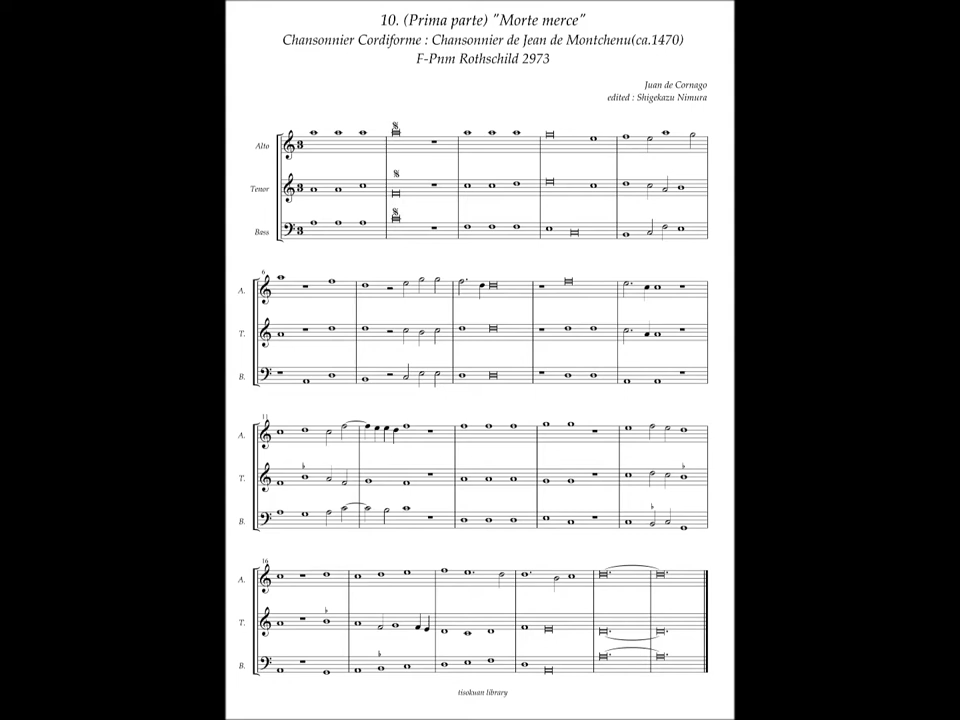 10. (Prima parte) "Morte merce"
Chansonnier Cordiforme : Chansonnier de Jean de Montchenu(ca.1470)
F-Pnm Rothschild 2973
Juan de Cornago
edited : Shigekazu Nimura
Alto
Tenor
Bass
6
A.
T.
B.
11
A.
T.
B.
16
A.
T.
B.
tisokuan library